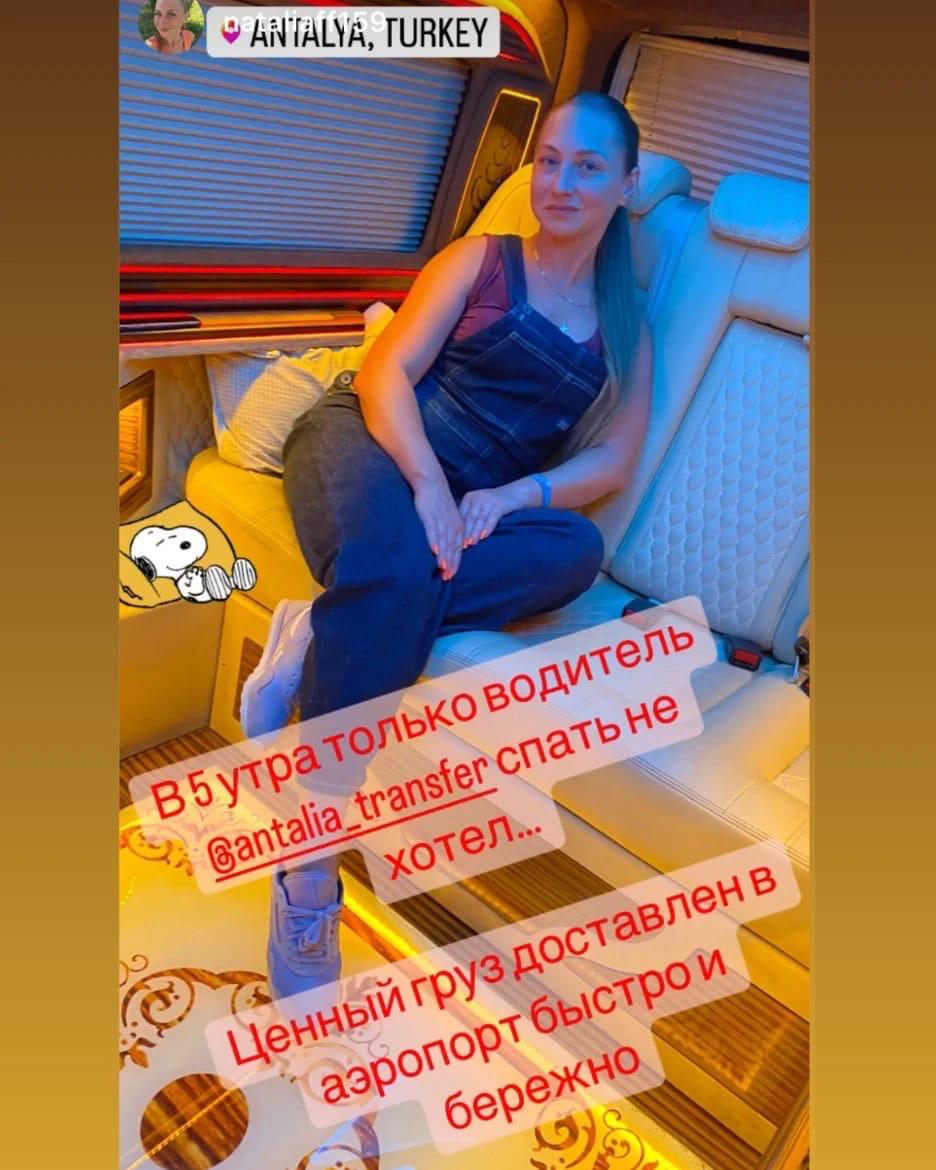 nataliaff159
ANTALYA, TURKEY
В 5 утра только водитель
@antalia_transfer спать не
хотел...
Ценный груз доставлен в
аэропорт быстро и
бережно